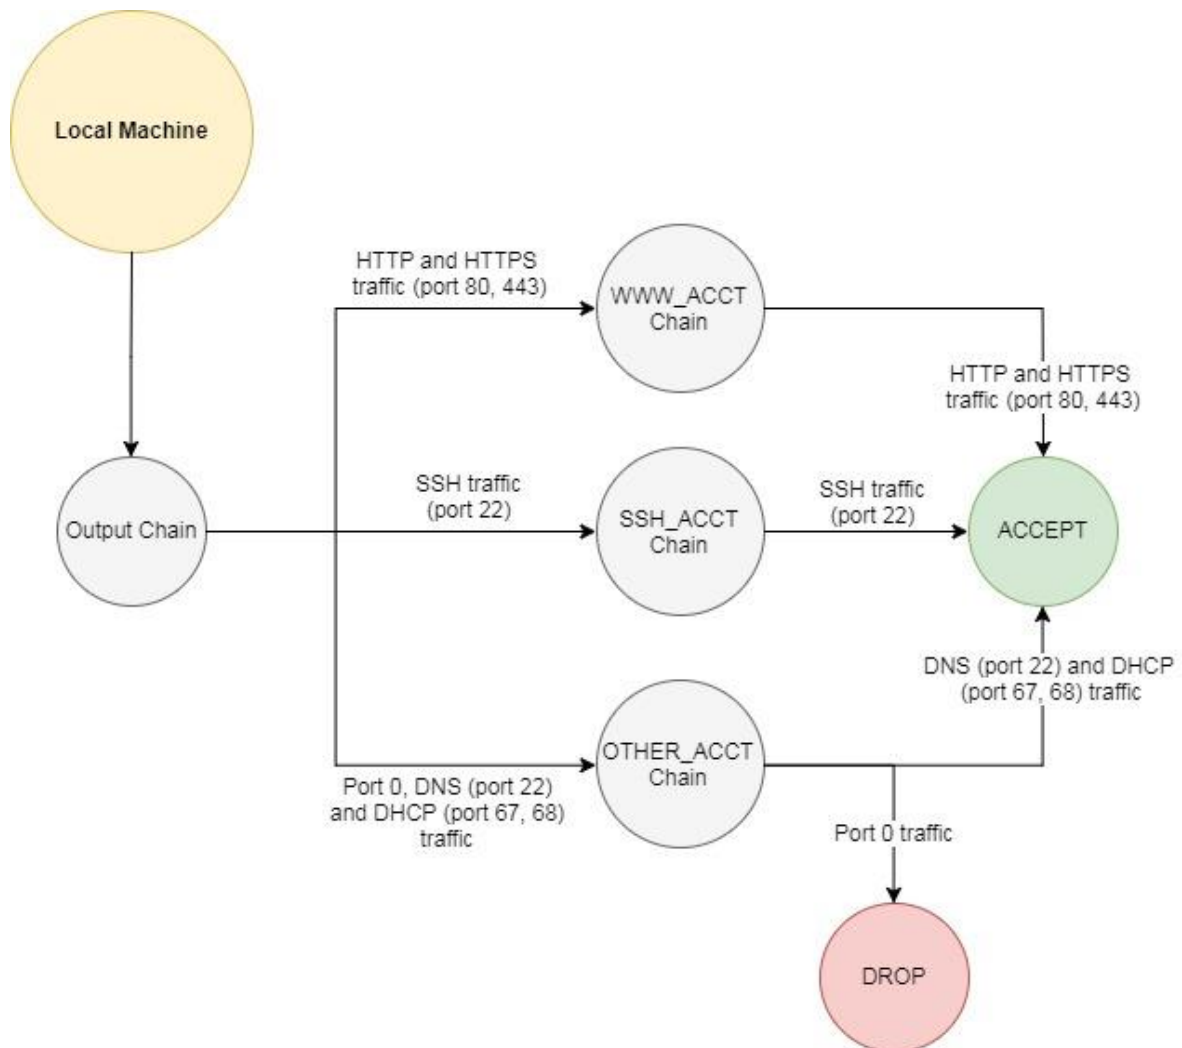 Local Machine
HTTP and HTTPS
traffic (port 80, 443)
WWW_ACCT
Chain
HTTP and HTTPS
traffic (port 80, 443)
Output Chain
SSH traffic
(port 22)
SSH_ACCT
Chain
SSH traffic
(port 22)
ACCEPT
DNS (port 22) and DHCP
(port 67, 68) traffic
Port 0, DNS (port 22)
and DHCP (port 67, 68)
traffic
OTHER_ACCT
Chain
Port 0 traffic
DROP